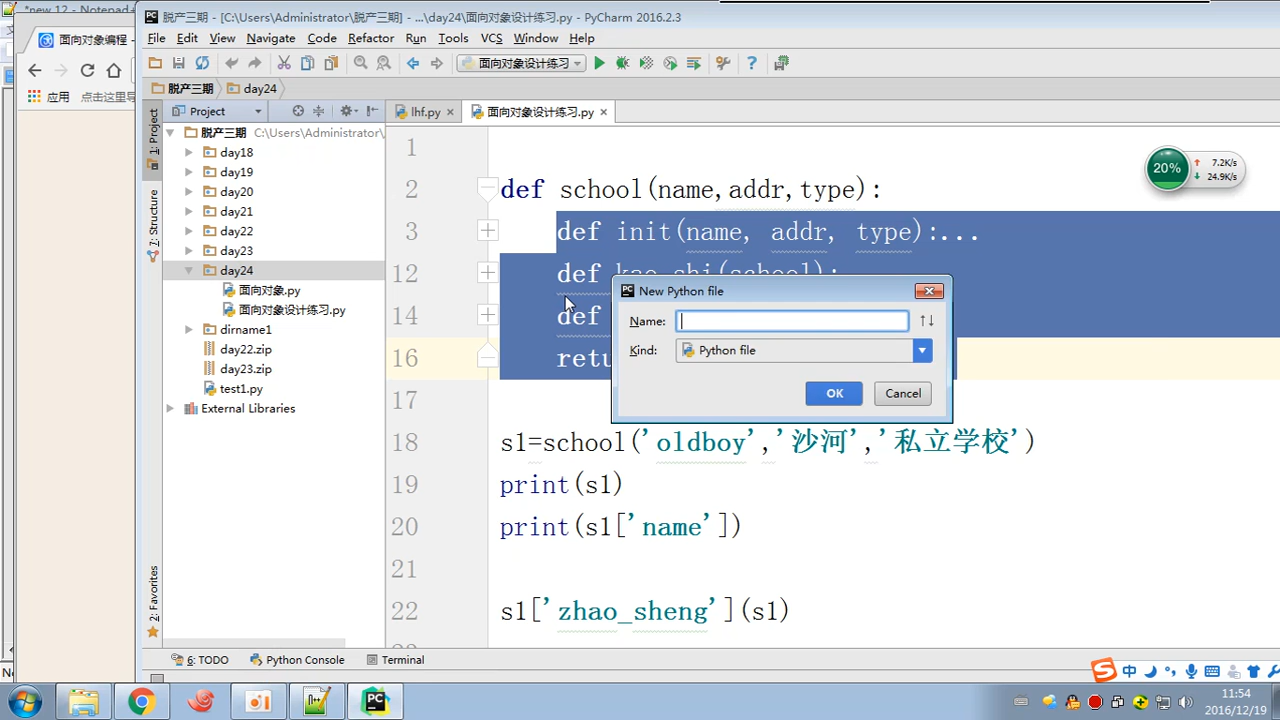 *new 12 - Notepad+
脱产三期 - [C:\Users\Administrator\脱产三期] - ...\day24\面向对象设计练习.py - PyCharm 2016.2.3
面向对象编程 -
File Edit View Navigate Code Refactor Run Tools VCS Window Help
面向对象设计练习
应用 点击这里导
脱产三期 day24
1: Project
7: Structure
2: Favorites
Project
脱产三期 C:\Users\Administrator\
day18
day19
day20
day21
day22
day23
day24
面向对象.py
面向对象设计练习.py
dirname1
day22.zip
day23.zip
test1.py
External Libraries
lhf.py 面向对象设计练习.py
1
2 def school(name,addr,type):
3 def init(name, addr, type):...
12 def kao_shi(school):
14 def
16 retu
17
18 s1=school('oldboy','沙河','私立学校')
19 print(s1)
20 print(s1['name'])
21
22 s1['zhao_sheng'](s1)
New Python file
Name:
Kind: Python file
OK Cancel
20% 7.2K/s
24.9K/s
6: TODO Python Console Terminal
中
11:54
2016/12/19